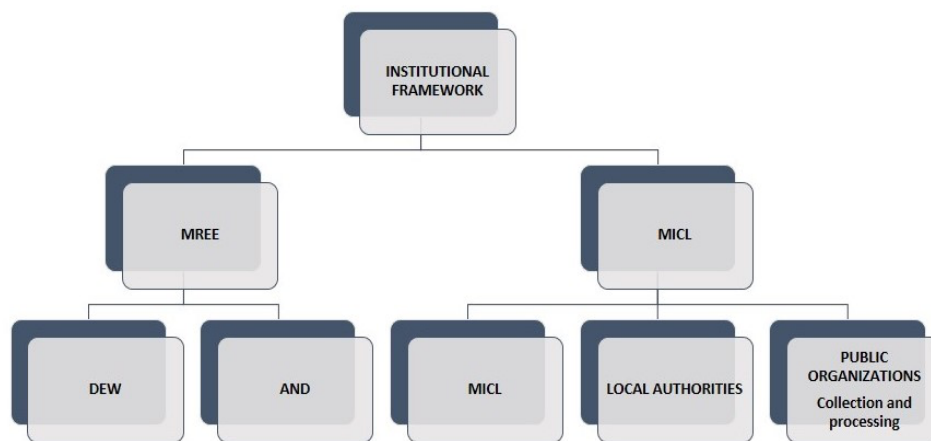 INSTITUTIONAL
FRAMEWORK
MREE
MICL
DEW
AND
MICL
LOCAL AUTHORITIES
PUBLIC
ORGANIZATIONS
Collection and
processing